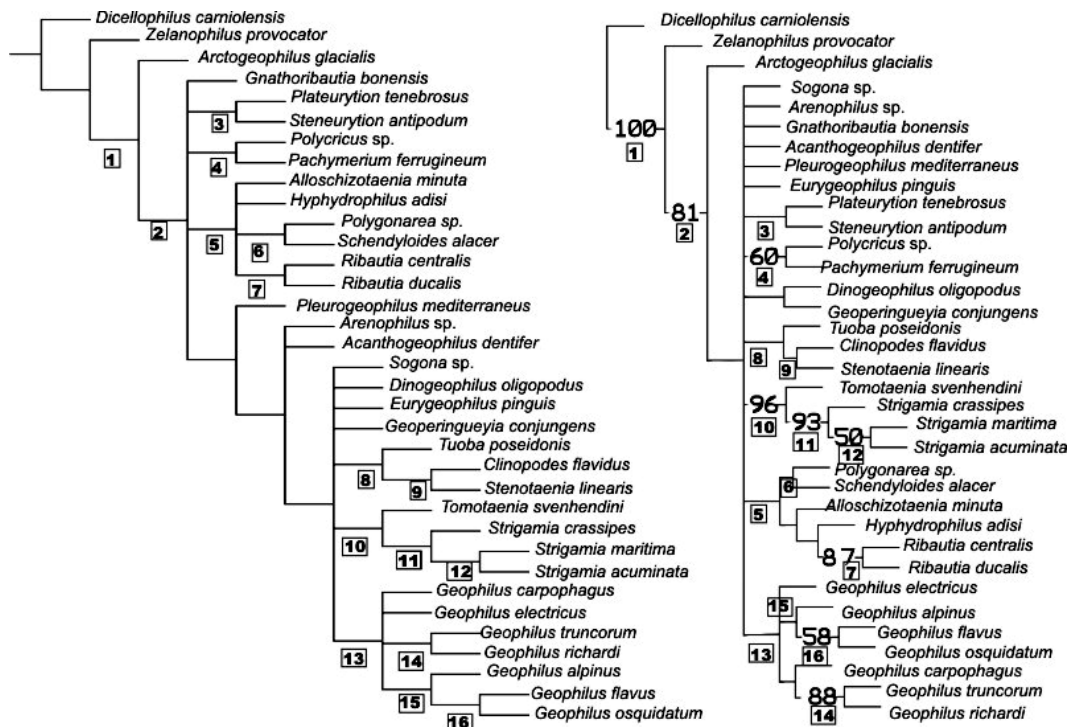 Dicellophilus carniolensis
Zelanophilus provocator
Arctogeophilus glacialis
Gnathoribautia bonensis
Plateurytion tenebrosus
3
Steneurytion antipodum
Polycricus sp.
1
4
Pachymerium ferrugineum
Alloschizotaenia minuta
Hyphydrophilus adisi
Polygonarea sp.
2
5
6
Schendyloides alacer
Ribautia centralis
7
Ribautia ducalis
Pleurogeophilus mediterraneus
Arenophilus sp.
Acanthogeophilus dentifer
Sogona sp.
Dinogeophilus oligopodus
Eurygeophilus pinguis
Geoperingueyia conjungens
Tuoba poseidonis
Clinopodes flavidus
8
9
Stenotaenia linearis
Tomotaenia svenhendini
Strigamia crassipes
10
11
Strigamia maritima
12
Strigamia acuminata
Geophilus carpophagus
Geophilus electricus
Geophilus truncorum
13
14
Geophilus richardi
Geophilus alpinus
15
Geophilus flavus
16
Geophilus osquidatum
Dicellophilus carniolensis
Zelanophilus provocator
Arctogeophilus glacialis
Sogona sp.
Arenophilus sp.
100
Gnathoribautia bonensis
1
Acanthogeophilus dentifer
Pleurogeophilus mediterraneus
Eurygeophilus pinguis
Plateurytion tenebrosus
81
2
3
Steneurytion antipodum
Polycricus sp.
60
4
Pachymerium ferrugineum
Dinogeophilus oligopodus
Geoperingueyia conjungens
Tuoba poseidonis
8
Clinopodes flavidus
9
Stenotaenia linearis
Tomotaenia svenhendini
96
10
Strigamia crassipes
93
11
Strigamia maritima
50
12
Strigamia acuminata
Polygonarea sp.
6
Schendyloides alacer
5
Alloschizotaenia minuta
Hyphydrophilus adisi
Ribautia centralis
87
7
Ribautia ducalis
Geophilus electricus
15
Geophilus alpinus
Geophilus flavus
58
13
16
Geophilus osquidatum
Geophilus carpophagus
Geophilus truncorum
88
14
Geophilus richardi